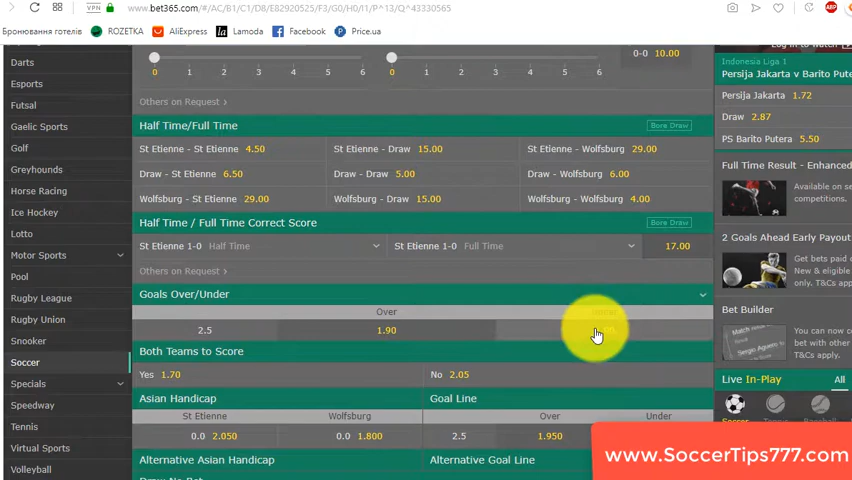 VPN www.bet365.com/#/AC/B1/C1/D8/E82920525/F3/G0/H0/I1/P^13/Q^43330565
Бронювання готелів ROZETKA AliExpress la Lamoda Facebook Price.ua
ABP
Darts
Esports
Futsal
Gaelic Sports
Golf
Greyhounds
Horse Racing
Ice Hockey
Lotto
Motor Sports
Pool
Rugby League
Rugby Union
Snooker
Soccer
Specials
Speedway
Tennis
Virtual Sports
Volleyball
0 1 2 3 4 5 6 0 1 2 3 4 5 6
0-0 10.00
Others on Request
Half Time/Full Time Bore Draw
St Etienne - St Etienne 4.50 St Etienne - Draw 15.00 St Etienne - Wolfsburg 29.00
Draw - St Etienne 6.50 Draw - Draw 5.00 Draw - Wolfsburg 6.00
Wolfsburg - St Etienne 29.00 Wolfsburg - Draw 15.00 Wolfsburg - Wolfsburg 4.00
Half Time / Full Time Correct Score Bore Draw
St Etienne 1-0 Half Time St Etienne 1-0 Full Time 17.00
Others on Request
Goals Over/Under
Over
2.5 1.90
Both Teams to Score
Yes 1.70 No 2.05
Asian Handicap Goal Line
St Etienne Wolfsburg Over Under
0.0 2.050 0.0 1.800 2.5 1.950
Alternative Asian Handicap Alternative Goal Line
Log in to Watch
Indonesia Liga 1
Persija Jakarta v Barito Pute
Persija Jakarta 1.72
Draw 2.87
PS Barito Putera 5.50
Full Time Result - Enhanced
Available on se
competitions.
2 Goals Ahead Early Payout
Get bets paid o
New & eligible
only. T&Cs app
Bet Builder
You can now c
bet with other
T&Cs apply.
Live In-Play All
Soccer
www.SoccerTips777.com